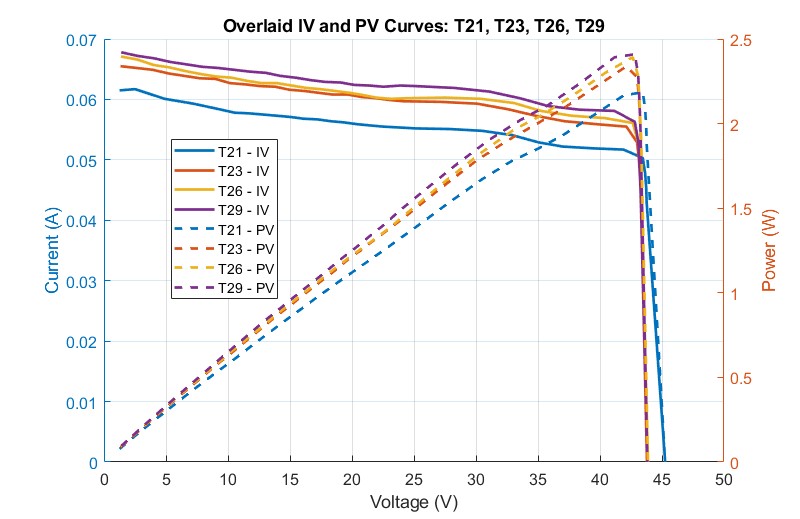 Overlaid IV and PV Curves: T21, T23, T26, T29
0.07
0.06
0.05
0.04
0.03
0.02
0.01
0
Current (A)
T21 - IV
T23 - IV
T26 - IV
T29 - IV
T21 - PV
T23 - PV
T26 - PV
T29 - PV
2.5
2
1.5
1
0.5
0
Power (W)
0 5 10 15 20 25 30 35 40 45 50
Voltage (V)